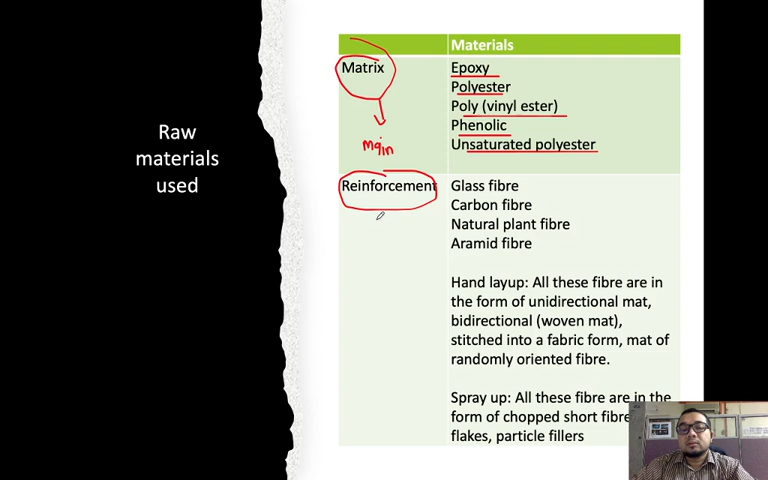 Raw
materials
used
Materials
Matrix
Epoxy
Polyester
Poly (vinyl ester)
Phenolic
Unsaturated polyester
Main
Reinforcement
Glass fibre
Carbon fibre
Natural plant fibre
Aramid fibre
Hand layup: All these fibre are in
the form of unidirectional mat,
bidirectional (woven mat),
stitched into a fabric form, mat of
randomly oriented fibre.
Spray up: All these fibre are in the
form of chopped short fibre
flakes, particle fillers